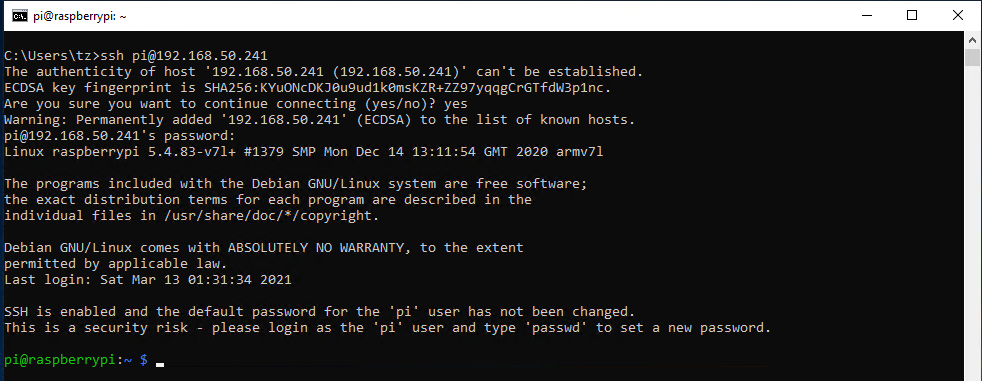 pi@raspberrypi: ~
C:\Users\tz>ssh pi@192.168.50.241
The authenticity of host '192.168.50.241 (192.168.50.241)' can't be established.
ECDSA key fingerprint is SHA256:KYuONcDKJ0u9ud1k0msKZR+ZZ97yqqgCrGTfdW3p1nc.
Are you sure you want to continue connecting (yes/no)? yes
Warning: Permanently added '192.168.50.241' (ECDSA) to the list of known hosts.
pi@192.168.50.241's password:
Linux raspberrypi 5.4.83-v7l+ #1379 SMP Mon Dec 14 13:11:54 GMT 2020 armv7l
The programs included with the Debian GNU/Linux system are free software;
the exact distribution terms for each program are described in the
individual files in /usr/share/doc/*/copyright.
Debian GNU/Linux comes with ABSOLUTELY NO WARRANTY, to the extent
permitted by applicable law.
Last login: Sat Mar 13 01:31:34 2021
SSH is enabled and the default password for the 'pi' user has not been changed.
This is a security risk - please login as the 'pi' user and type 'passwd' to set a new password.
pi@raspberrypi:~ $